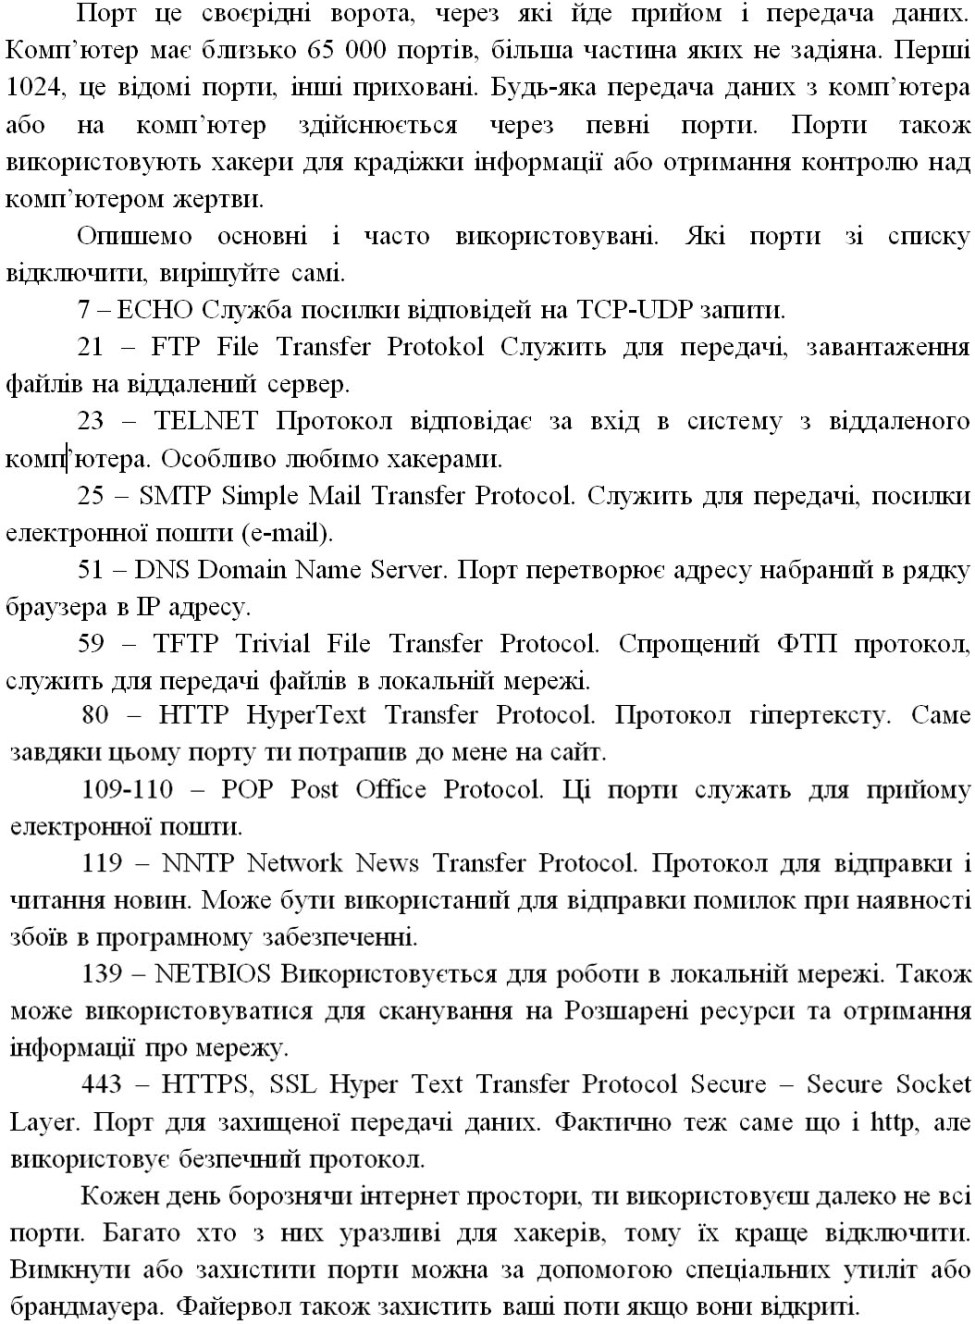 Порт це своєрідні ворота, через які йде прийом і передача даних.
Комп’ютер має близько 65 000 портів, більша частина яких не задіяна. Перші
1024, це відомі порти, інші приховані. Будь-яка передача даних з комп’ютера
або на комп’ютер здійснюється через певні порти. Порти також
використовують хакери для крадіжки інформації або отримання контролю над
комп’ютером жертви.
Опишемо основні і часто використовувані. Які порти зі списку
відключити, вирішуйте самі.
7 – ECHO Служба посилки відповідей на TCP-UDP запити.
21 – FTP File Transfer Protokol Служить для передачі, завантаження
файлів на віддалений сервер.
23 – TELNET Протокол відповідає за вхід в систему з віддаленого
комп’ютера. Особливо любимо хакерами.
25 – SMTP Simple Mail Transfer Protocol. Служить для передачі, посилки
електронної пошти (e-mail).
51 – DNS Domain Name Server. Порт перетворює адресу набраний в рядку
браузера в IP адресу.
59 – TFTP Trivial File Transfer Protocol. Спрощений ФТП протокол,
служить для передачі файлів в локальній мережі.
80 – HTTP HyperText Transfer Protocol. Протокол гіпертексту. Саме
завдяки цьому порту ти потрапив до мене на сайт.
109-110 – POP Post Office Protocol. Ці порти служать для прийому
електронної пошти.
119 – NNTP Network News Transfer Protocol. Протокол для відправки і
читання новин. Може бути використаний для відправки помилок при наявності
збоїв в програмному забезпеченні.
139 – NETBIOS Використовується для роботи в локальній мережі. Також
може використовуватися для сканування на Розшарені ресурси та отримання
інформації про мережу.
443 – HTTPS, SSL Hyper Text Transfer Protocol Secure – Secure Socket
Layer. Порт для захищеної передачі даних. Фактично теж саме що і http, але
використовує безпечний протокол.
Кожен день борознячи інтернет простори, ти використовуєш далеко не всі
порти. Багато хто з них уразливі для хакерів, тому їх краще відключити.
Вимкнути або захистити порти можна за допомогою спеціальних утиліт або
брандмауера. Файервол також захистить ваші поти якщо вони відкриті.